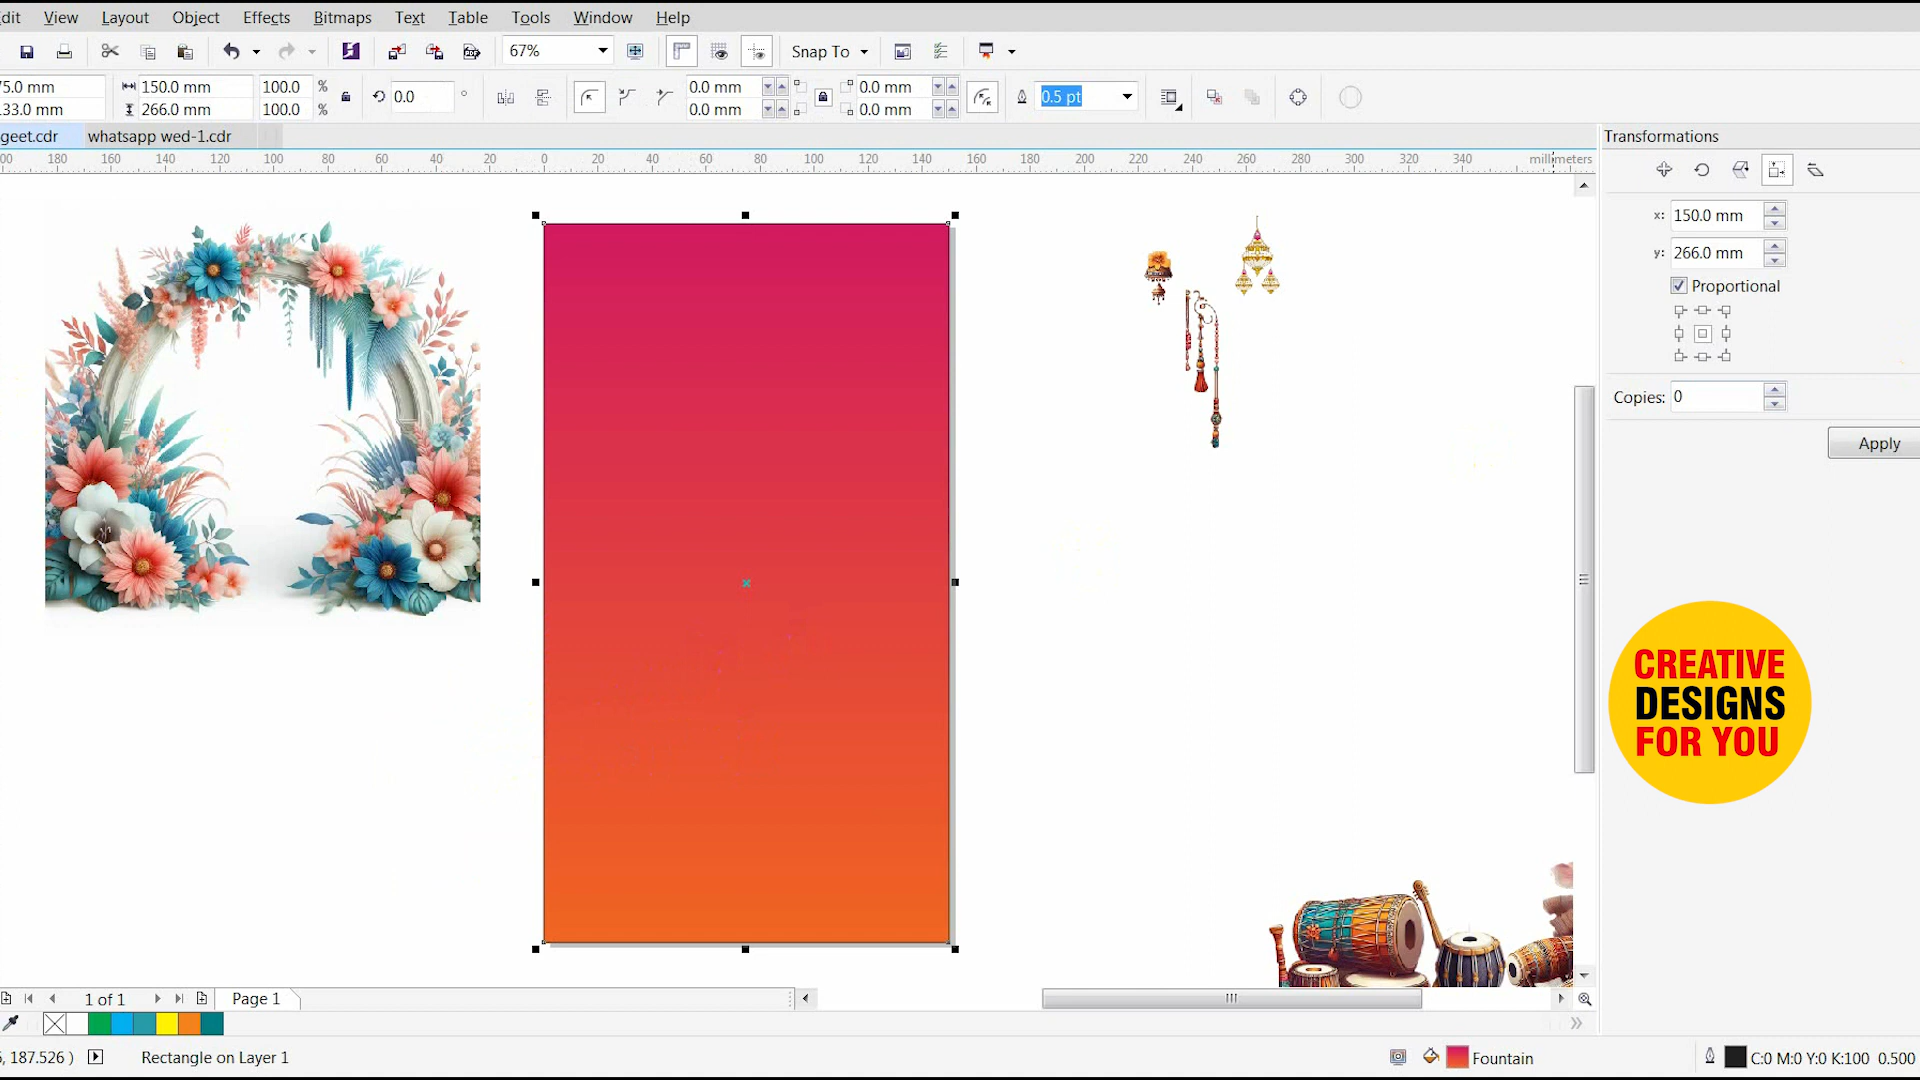 dit View Layout Object Effects Bitmaps Text Table Tools Window Help
67% Snap To
75.0 mm 150.0 mm 100.0 % 0.0 ° 0.0 mm 0.0 mm 0.5 pt
133.0 mm 266.0 mm 100.0 % 0.0 mm 0.0 mm
geet.cdr whatsapp wed-1.cdr
Transformations
00 180 160 140 120 100 80 60 40 20 0 20 40 60 80 100 120 140 160 180 200 220 240 260 280 300 320 340 millimeters
x: 150.0 mm
y: 266.0 mm
Proportional
Copies: 0
Apply
CREATIVE
DESIGNS
FOR YOU
1 of 1 Page 1
, 187.526 ) Rectangle on Layer 1 Fountain C:0 M:0 Y:0 K:100 0.500